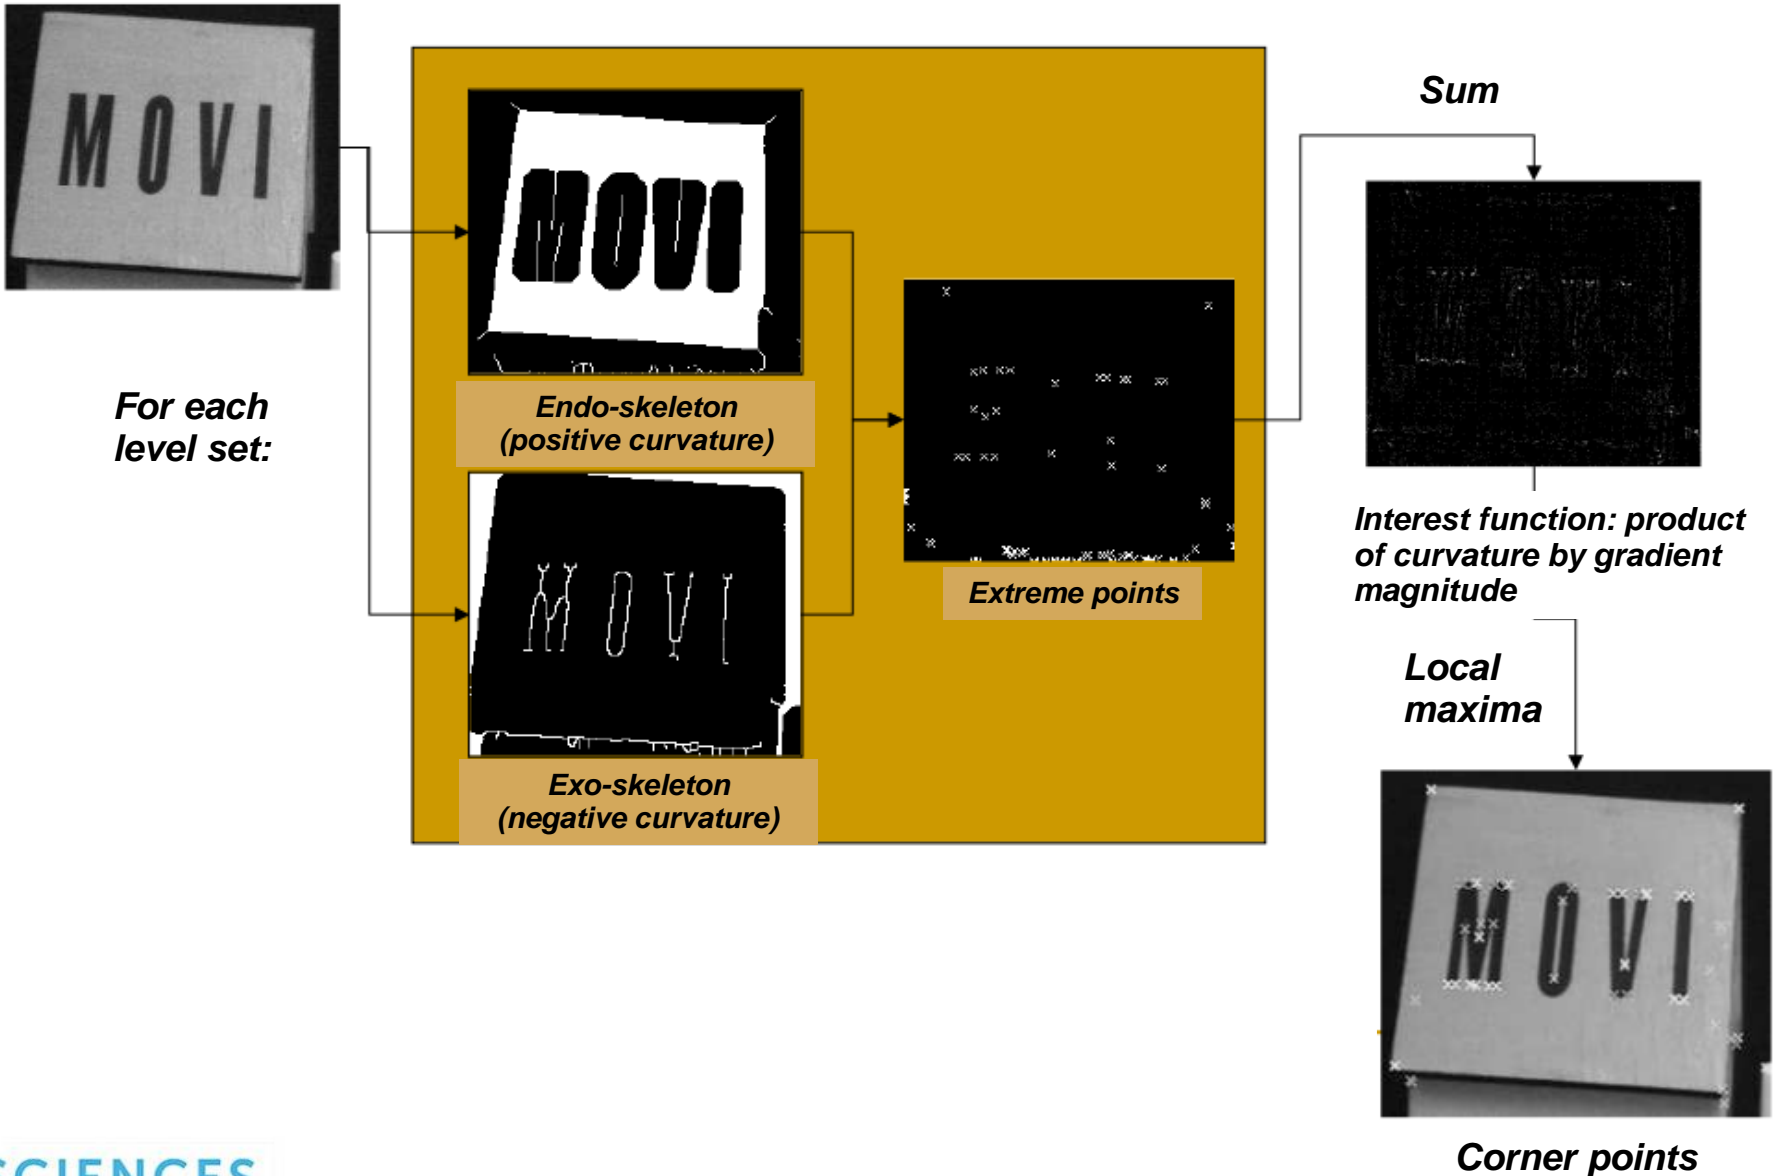 MOVI
For each
level set:
MOVI
Endo-skeleton
(positive curvature)
MOVI
Exo-skeleton
(negative curvature)
Extreme points
Sum
Interest function: product
of curvature by gradient
magnitude
Local
maxima
MOVI
Corner points